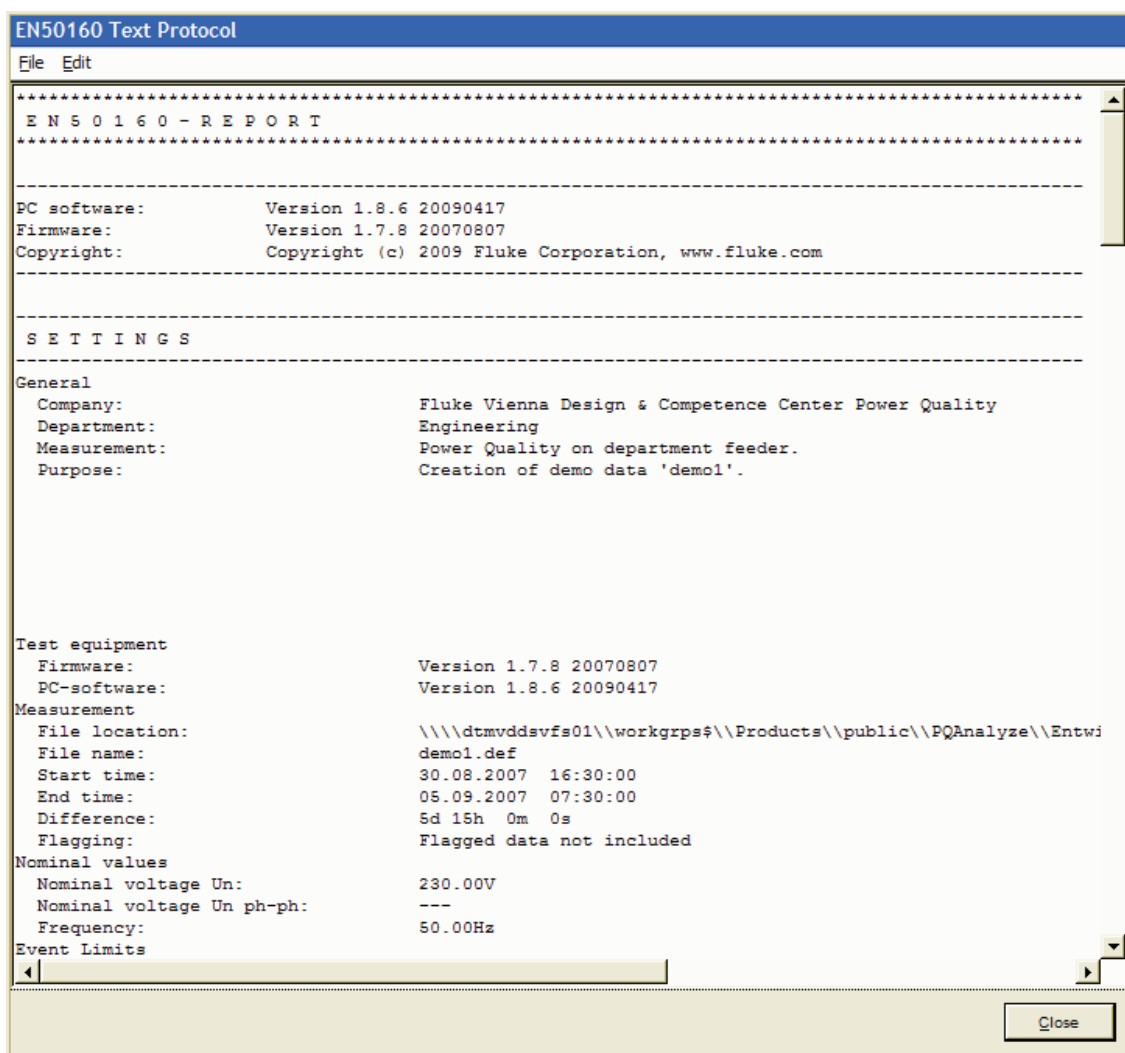 EN50160 Text Protocol
File Edit
**************************************************************************************************
E N 5 0 1 6 0 - R E P O R T
**************************************************************************************************
--------------------------------------------------------------------------------------------------
PC software: Version 1.8.6 20090417
Firmware: Version 1.7.8 20070807
Copyright: Copyright (c) 2009 Fluke Corporation, www.fluke.com
--------------------------------------------------------------------------------------------------
--------------------------------------------------------------------------------------------------
S E T T I N G S
--------------------------------------------------------------------------------------------------
General
Company: Fluke Vienna Design & Competence Center Power Quality
Department: Engineering
Measurement: Power Quality on department feeder.
Purpose: Creation of demo data 'demo1'.
Test equipment
Firmware: Version 1.7.8 20070807
PC-software: Version 1.8.6 20090417
Measurement
File location: \\\\dtmvddsvfs01\\workgrps$\\Products\\public\\PQAnalyze\\Entwi
File name: demo1.def
Start time: 30.08.2007 16:30:00
End time: 05.09.2007 07:30:00
Difference: 5d 15h 0m 0s
Flagging: Flagged data not included
Nominal values
Nominal voltage Un: 230.00V
Nominal voltage Un ph-ph: ---
Frequency: 50.00Hz
Event Limits
Close